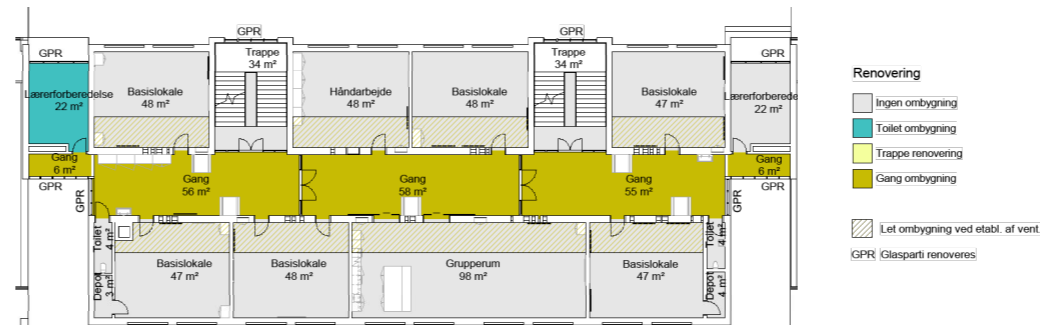 GPR
GPR
GPR
GPR
GPR
Trappe
34 m²
Trappe
34 m²
Lærerforberedelse
22 m²
Basislokale
48 m²
Håndarbejde
48 m²
Basislokale
48 m²
Basislokale
47 m²
Lærerforberede
22 m²
Gang
6 m²
Gang
56 m²
Gang
58 m²
Gang
55 m²
Gang
6 m²
GPR
GPR
GPR
GPR
Toilet
4 m²
Depot
3 m²
Basislokale
47 m²
Basislokale
48 m²
Grupperum
98 m²
Basislokale
47 m²
Toilet
4 m²
Depot
4 m²
Renovering
Ingen ombygning
Toilet ombygning
Trappe renovering
Gang ombygning
Let ombygning ved etabl. af vent.
GPR Glasparti renoveres